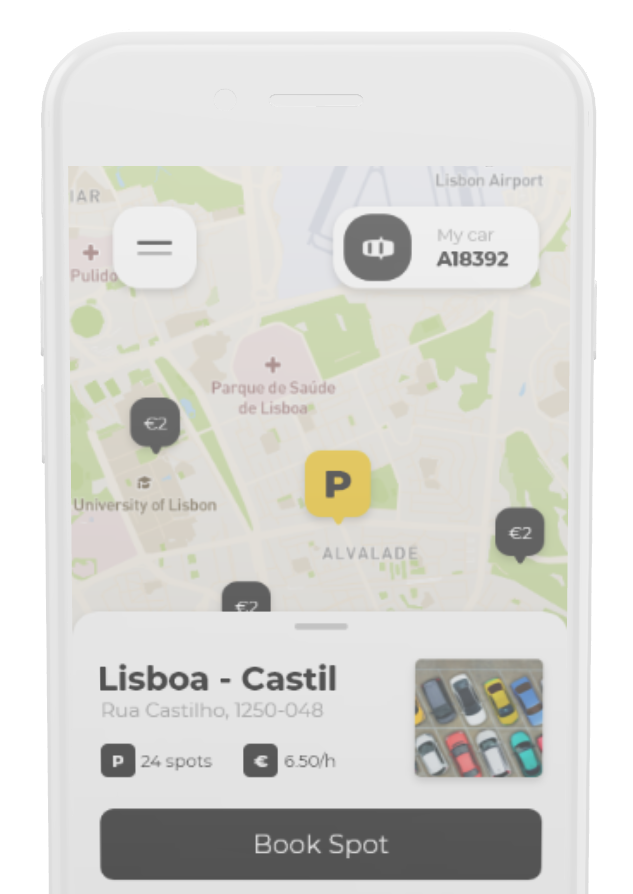 Lisbon Airport
IAR
My car
A18392
Pulido
Parque de Saúde
de Lisboa
€2
P
University of Lisbon
€2
ALVALADE
€2
Lisboa - Castil
Rua Castilho, 1250-048
P 24 spots € 6.50/h
Book Spot